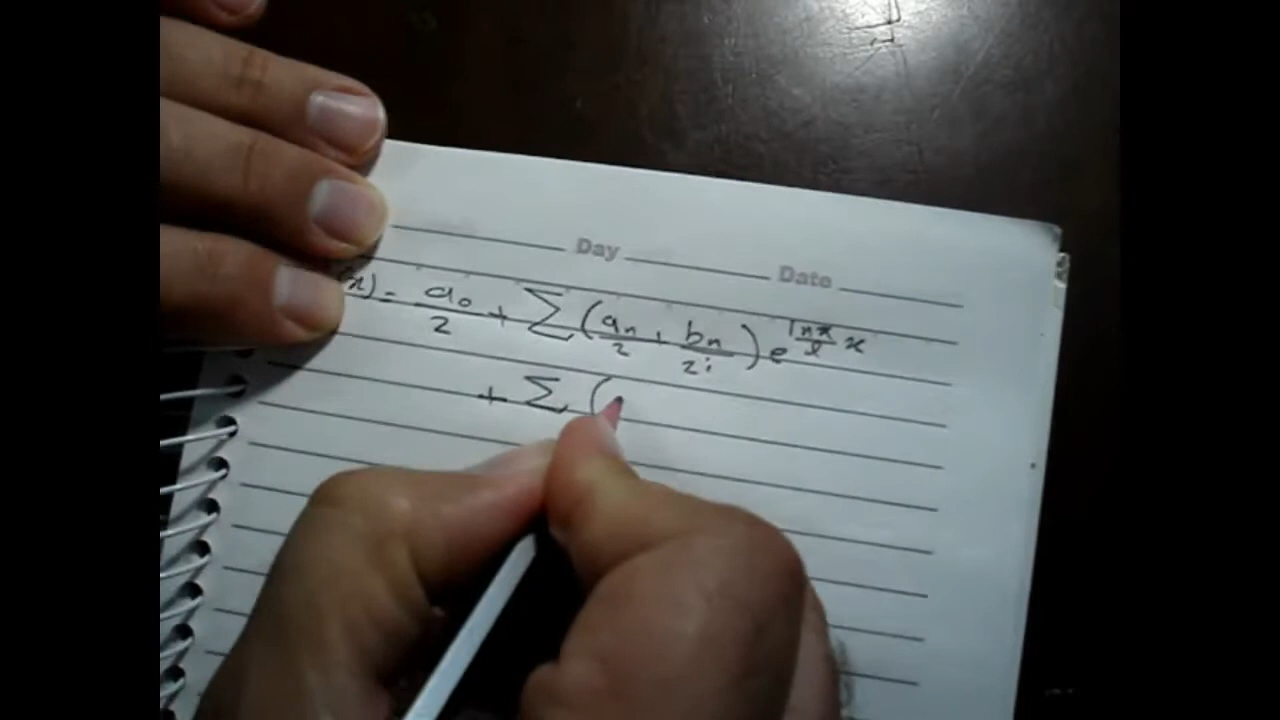 Day Date
(x) = a₀/2 + Σ (aₙ/2 + bₙ/2i) e^(inπ/l x)
+ Σ (